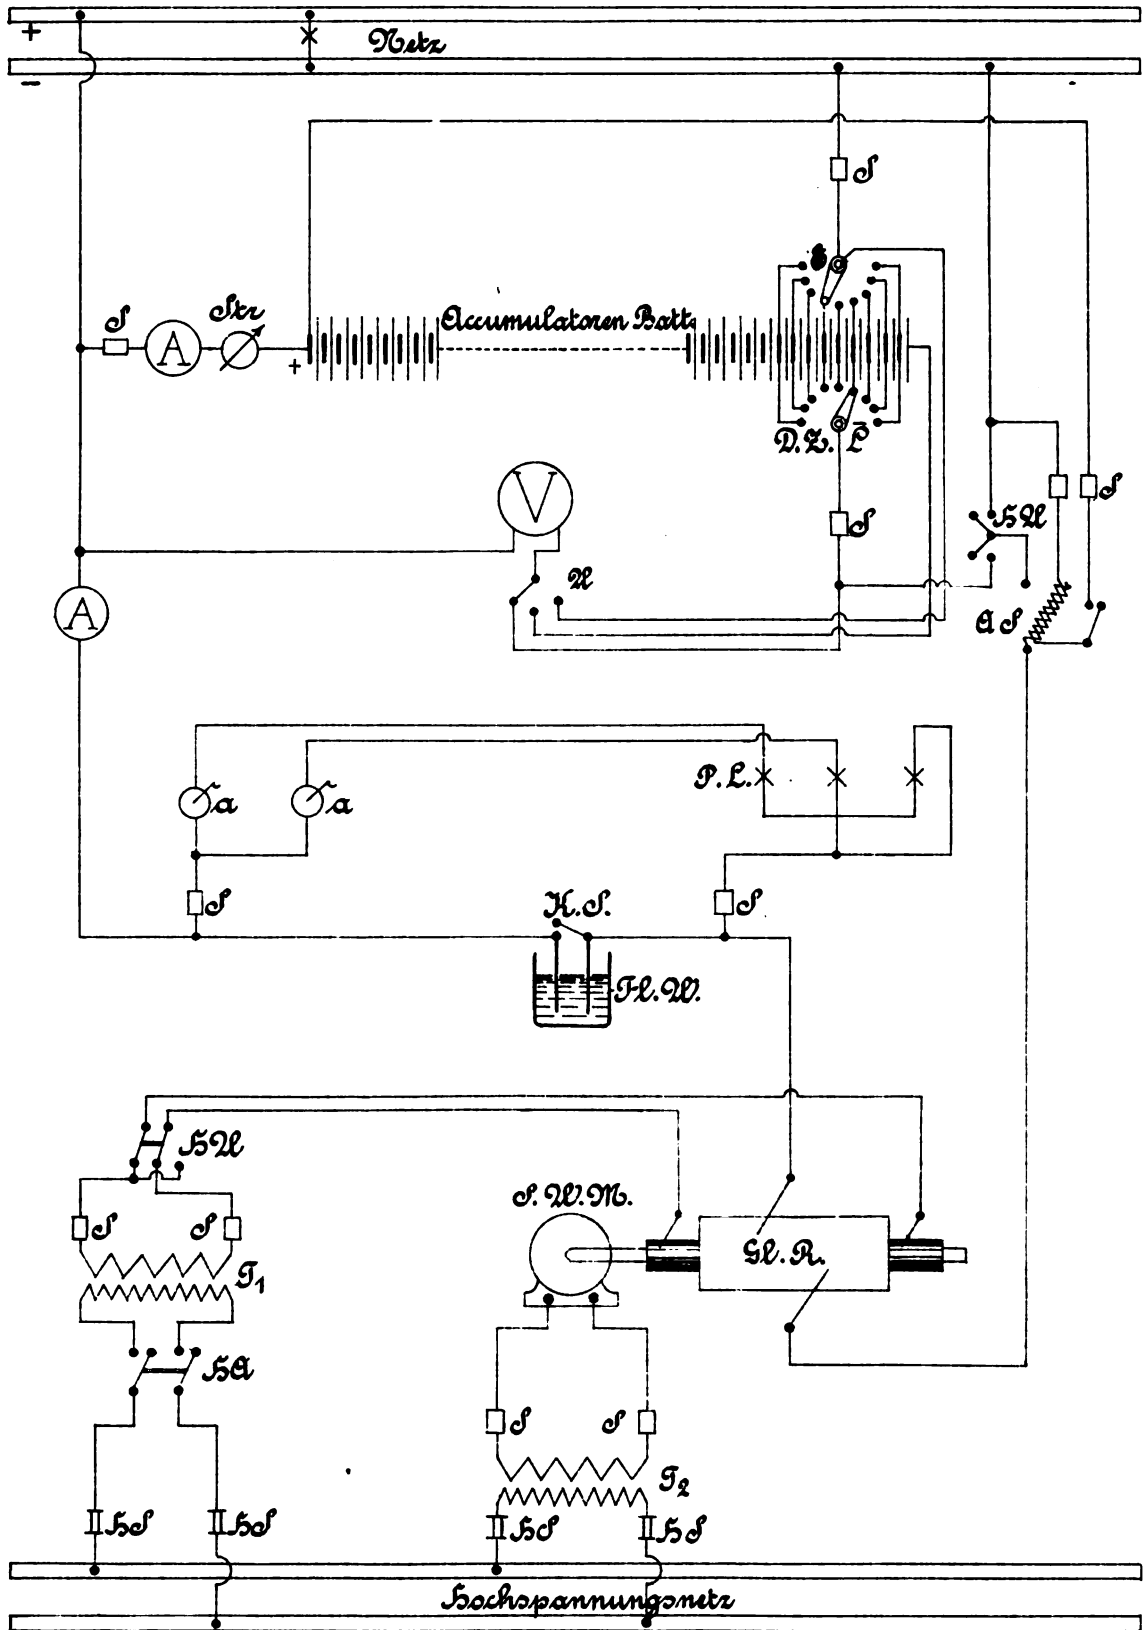 +
Netz
−
S
S
A
Str
+
Accumulatoren Batt.
E
D.Z. L
V
S
S
HU
U
A
AS
a
a
P.L.
S
K.S.
S
Fl.W.
HU
S
S
T1
S.W.M.
Gl.R.
HA
S
S
T2
HS
HS
HS
HS
Hochspannungsnetz